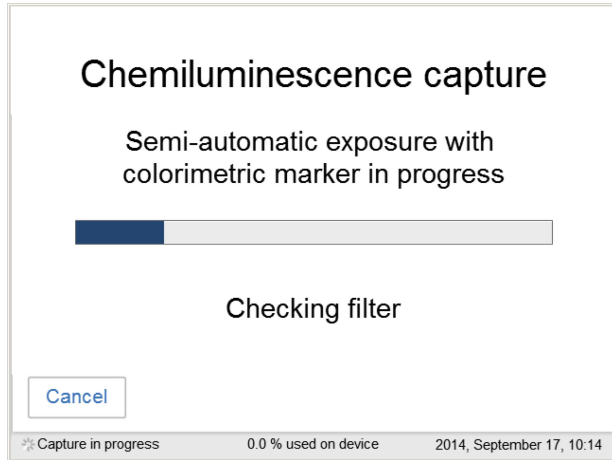 Chemiluminescence capture
Semi-automatic exposure with
colorimetric marker in progress
Checking filter
Cancel
Capture in progress 0.0 % used on device 2014, September 17, 10:14